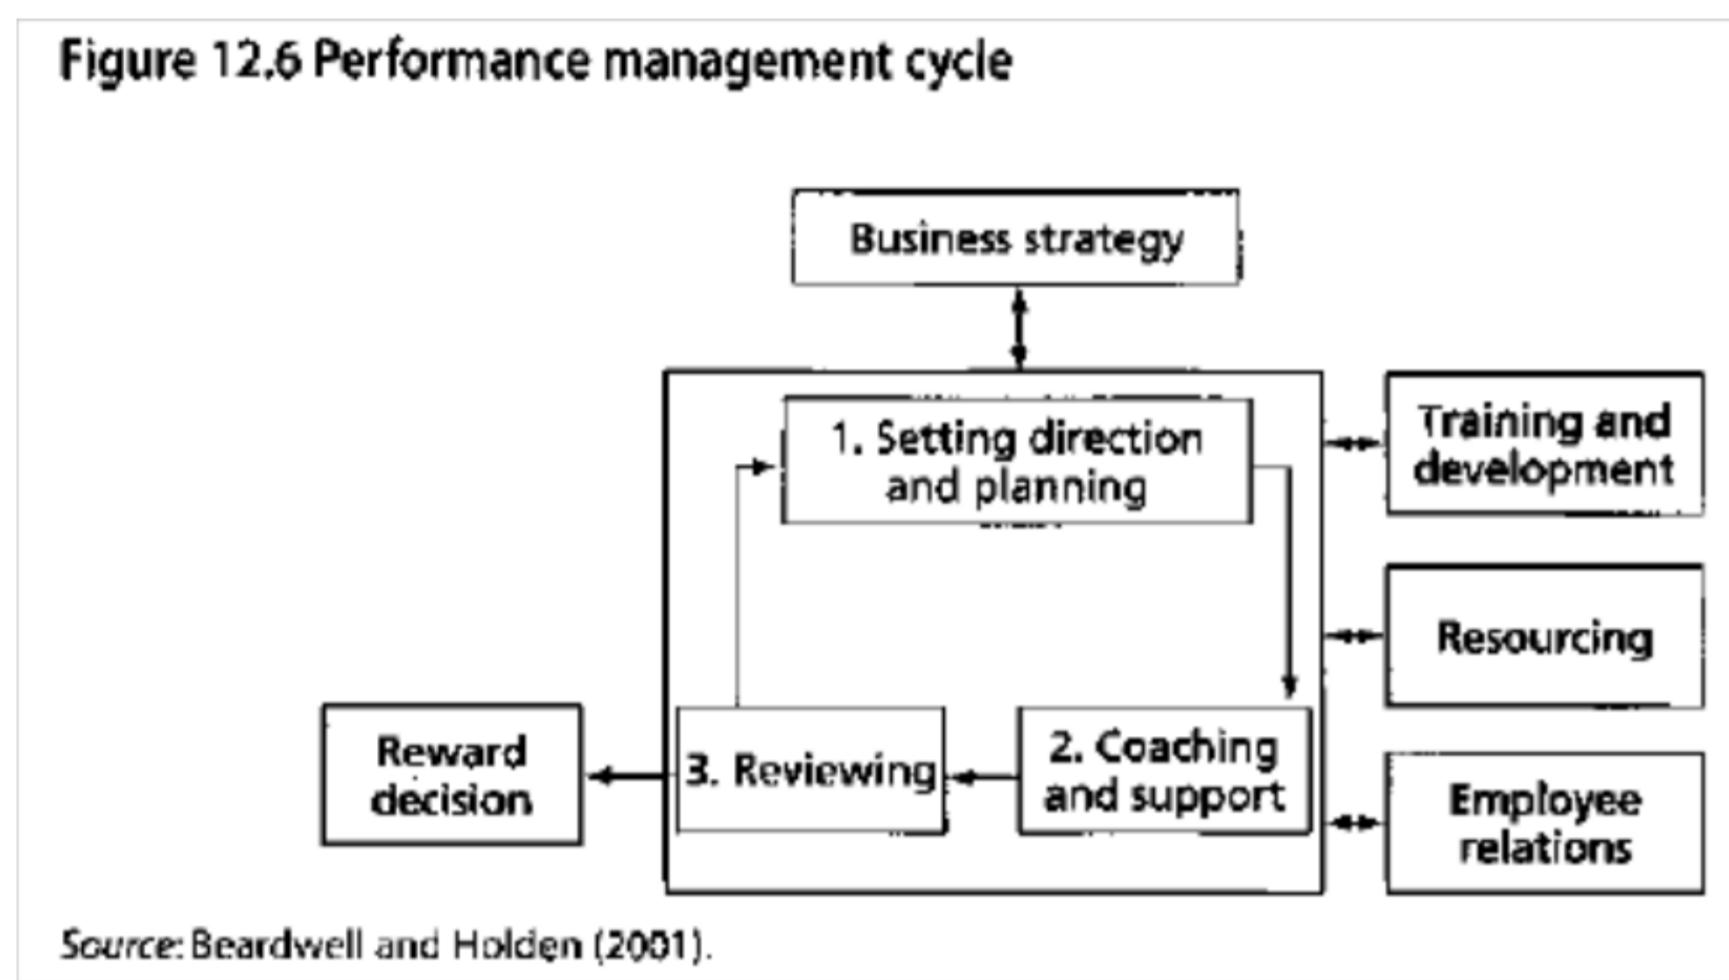 Figure 12.6 Performance management cycle
Business strategy
1. Setting direction
and planning
Training and
development
Resourcing
Reward
decision
3. Reviewing
2. Coaching
and support
Employee
relations
Source: Beardwell and Holden (2001).